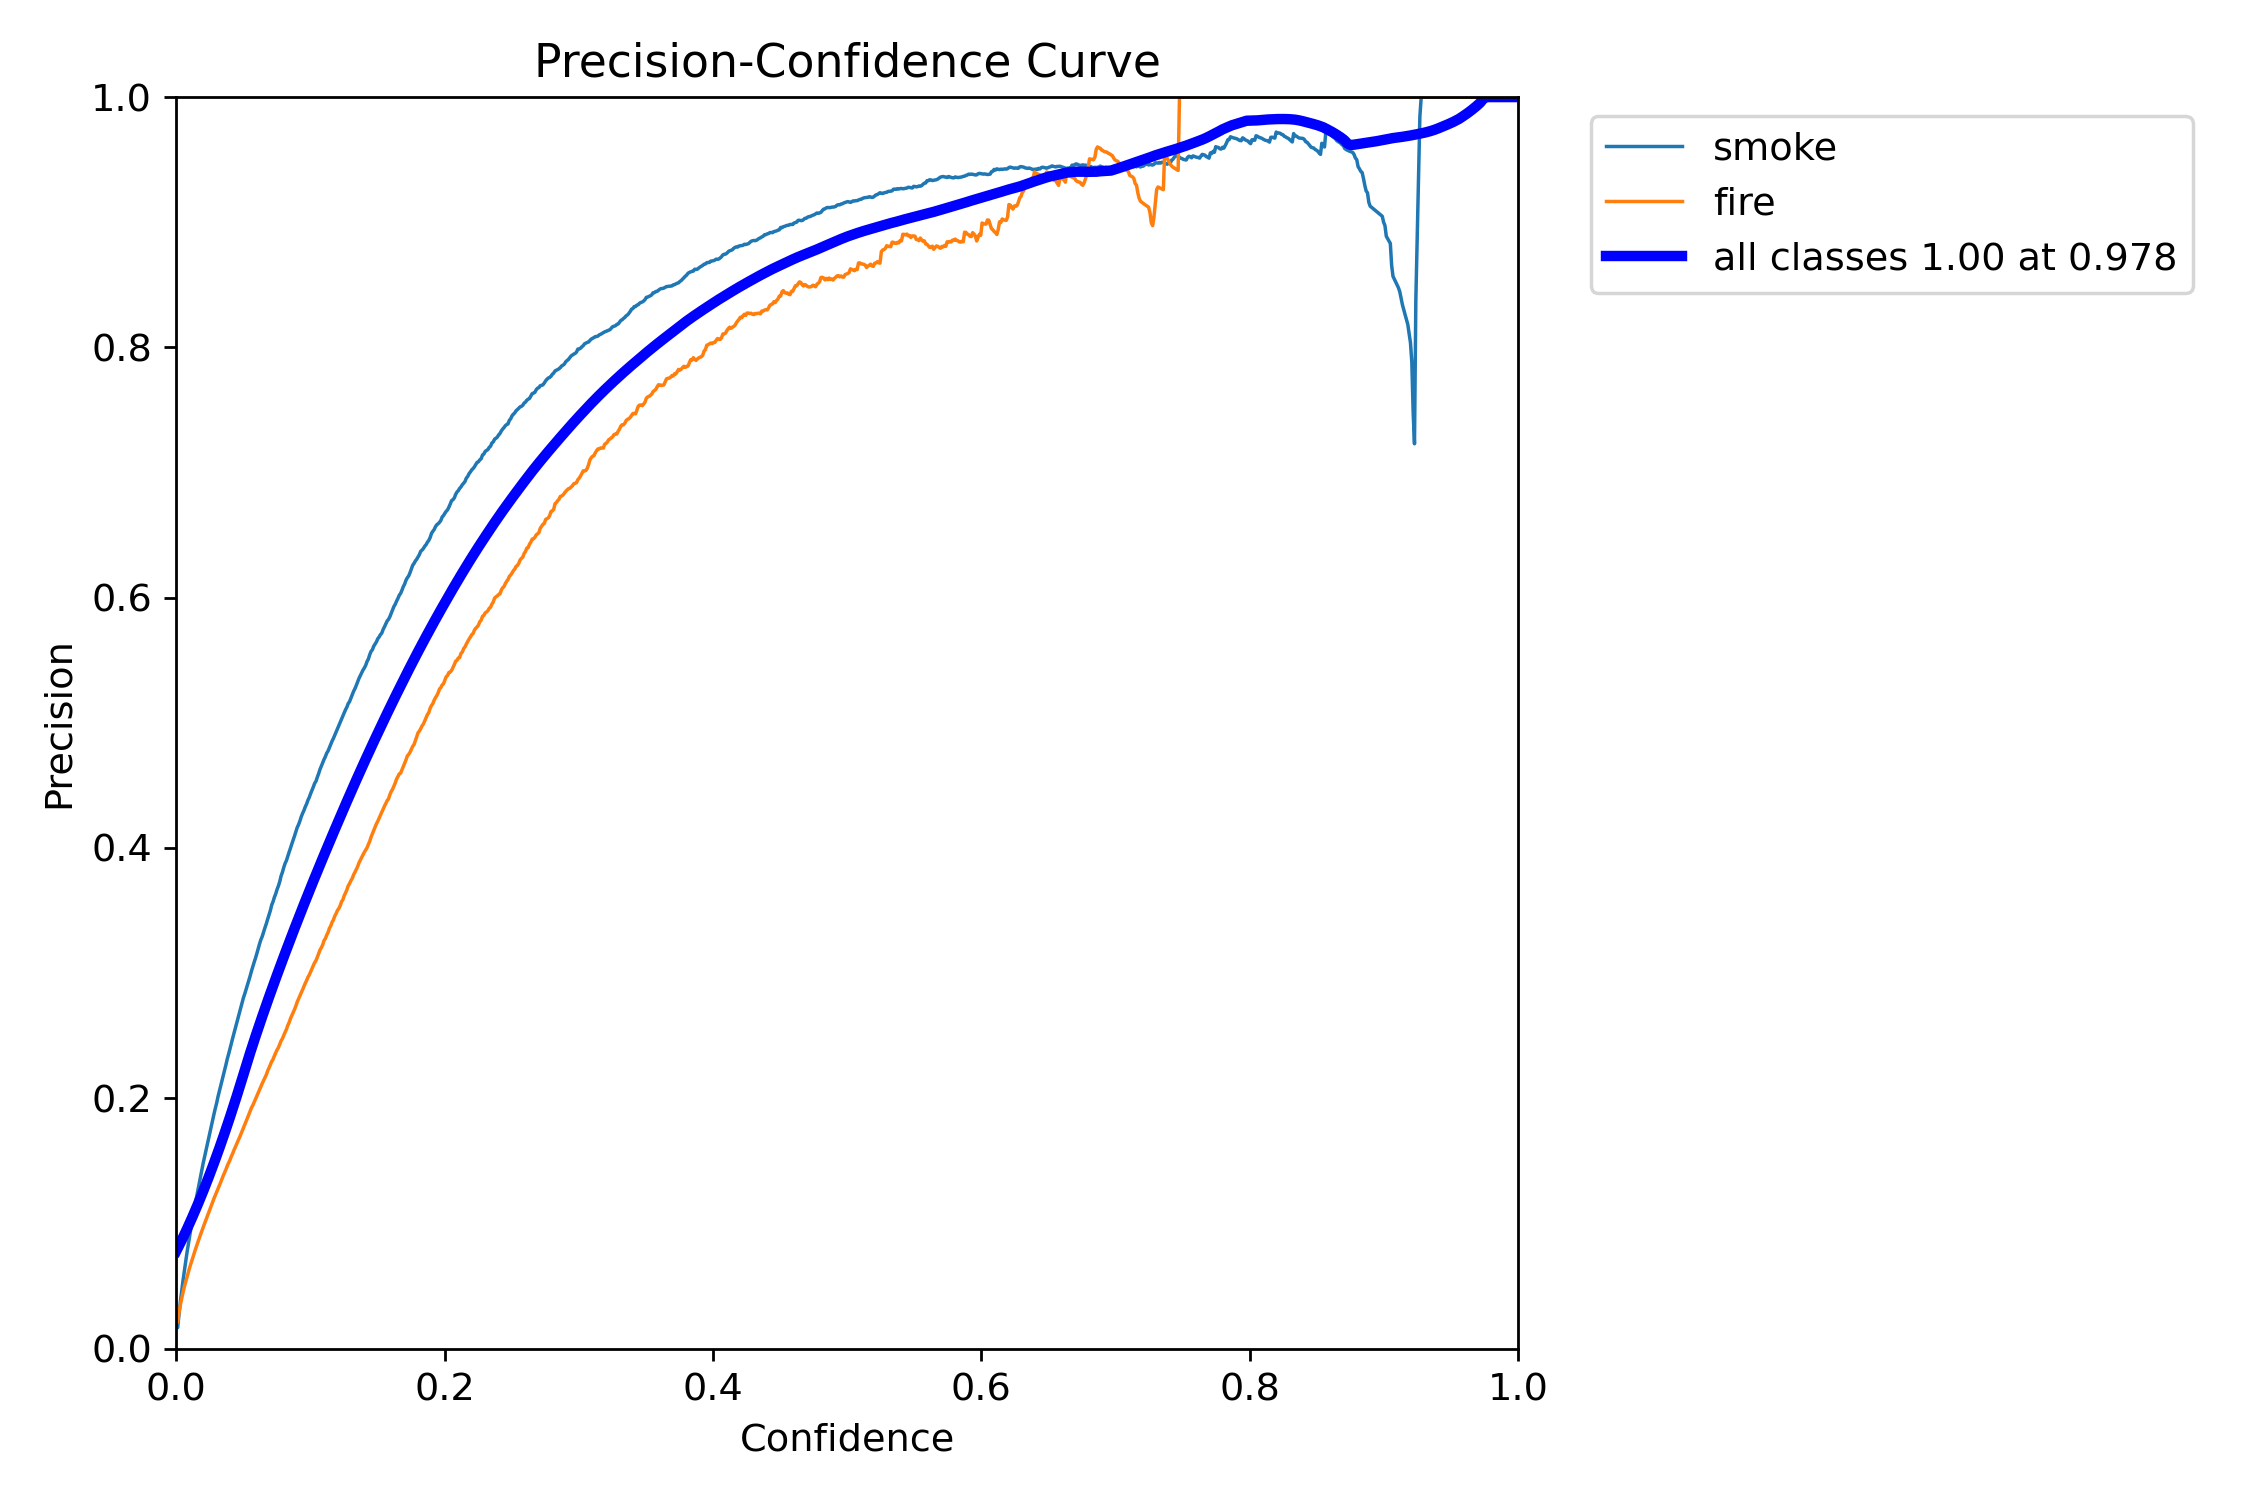 Precision-Confidence Curve
1.0
0.8
0.6
0.4
0.2
0.0
Precision
0.0 0.2 0.4 0.6 0.8 1.0
Confidence
smoke
fire
all classes 1.00 at 0.978